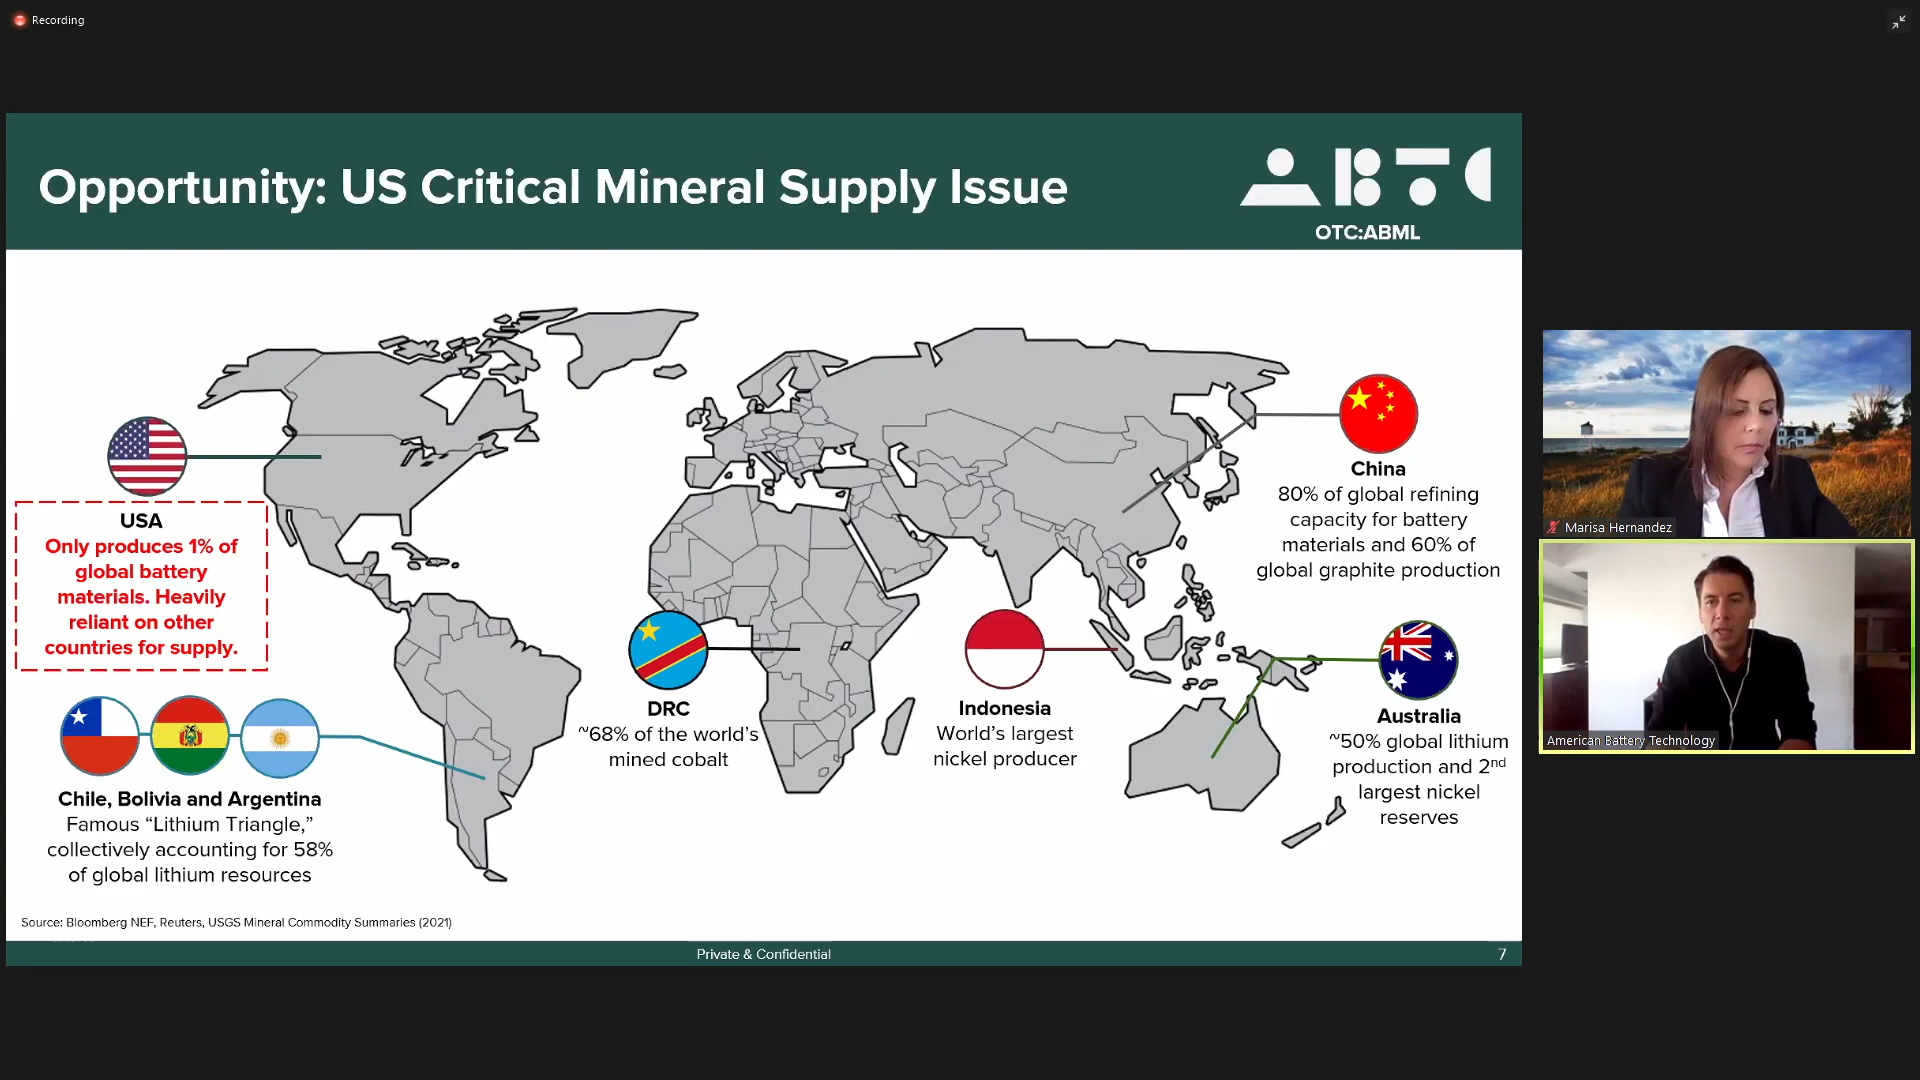 Recording
Opportunity: US Critical Mineral Supply Issue
ABTC
OTC:ABML
USA
Only produces 1% of
global battery
materials. Heavily
reliant on other
countries for supply.
Chile, Bolivia and Argentina
Famous “Lithium Triangle,”
collectively accounting for 58%
of global lithium resources
DRC
~68% of the world’s
mined cobalt
Indonesia
World’s largest
nickel producer
China
80% of global refining
capacity for battery
materials and 60% of
global graphite production
Australia
~50% global lithium
production and 2nd
largest nickel
reserves
Source: Bloomberg NEF, Reuters, USGS Mineral Commodity Summaries (2021)
Private & Confidential
7
Marisa Hernandez
American Battery Technology